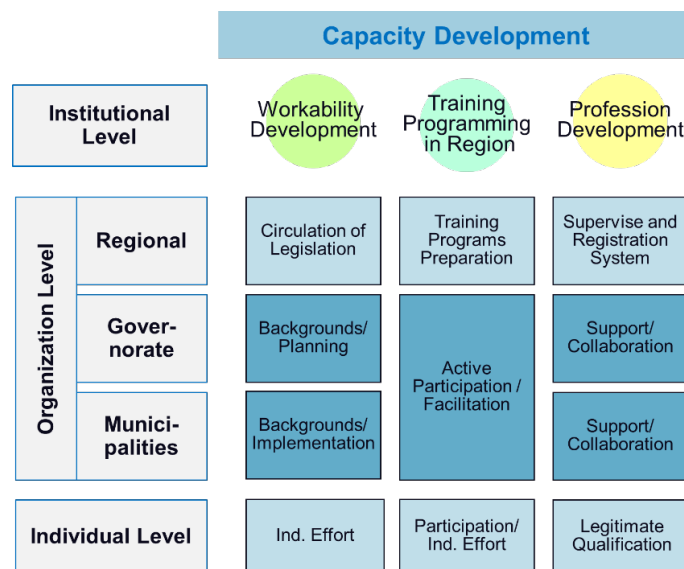 Capacity Development
Institutional
Level
Workability
Development
Training
Programming
in Region
Profession
Development
Organization Level
Regional
Circulation of
Legislation
Training
Programs
Preparation
Supervise and
Registration
System
Gover-
norate
Backgrounds/
Planning
Active
Participation /
Facilitation
Support/
Collaboration
Munici-
palities
Backgrounds/
Implementation
Support/
Collaboration
Individual Level
Ind. Effort
Participation/
Ind. Effort
Legitimate
Qualification